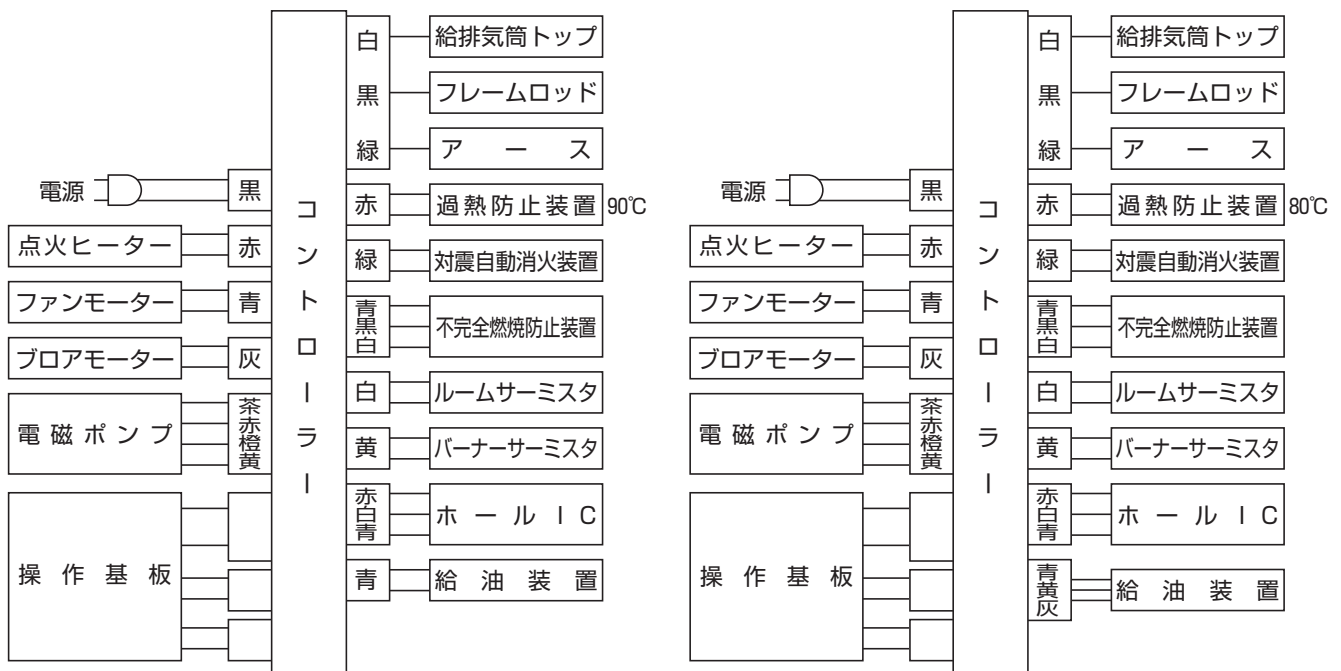 白 給排気筒トップ
黒 フレームロッド
緑 アース
電源 黒
赤 過熱防止装置 90℃
点火ヒーター 赤
緑 対震自動消火装置
ファンモーター 青
青黒白 不完全燃焼防止装置
ブロアモーター 灰
白 ルームサーミスタ
電磁ポンプ 茶赤橙黄
黄 バーナーサーミスタ
赤白青 ホールIC
操作基板
青 給油装置
コントローラー
白 給排気筒トップ
黒 フレームロッド
緑 アース
電源 黒
赤 過熱防止装置 80℃
点火ヒーター 赤
緑 対震自動消火装置
ファンモーター 青
青黒白 不完全燃焼防止装置
ブロアモーター 灰
白 ルームサーミスタ
電磁ポンプ 茶赤橙黄
黄 バーナーサーミスタ
赤白青 ホールIC
操作基板
青黄灰 給油装置
コントローラー